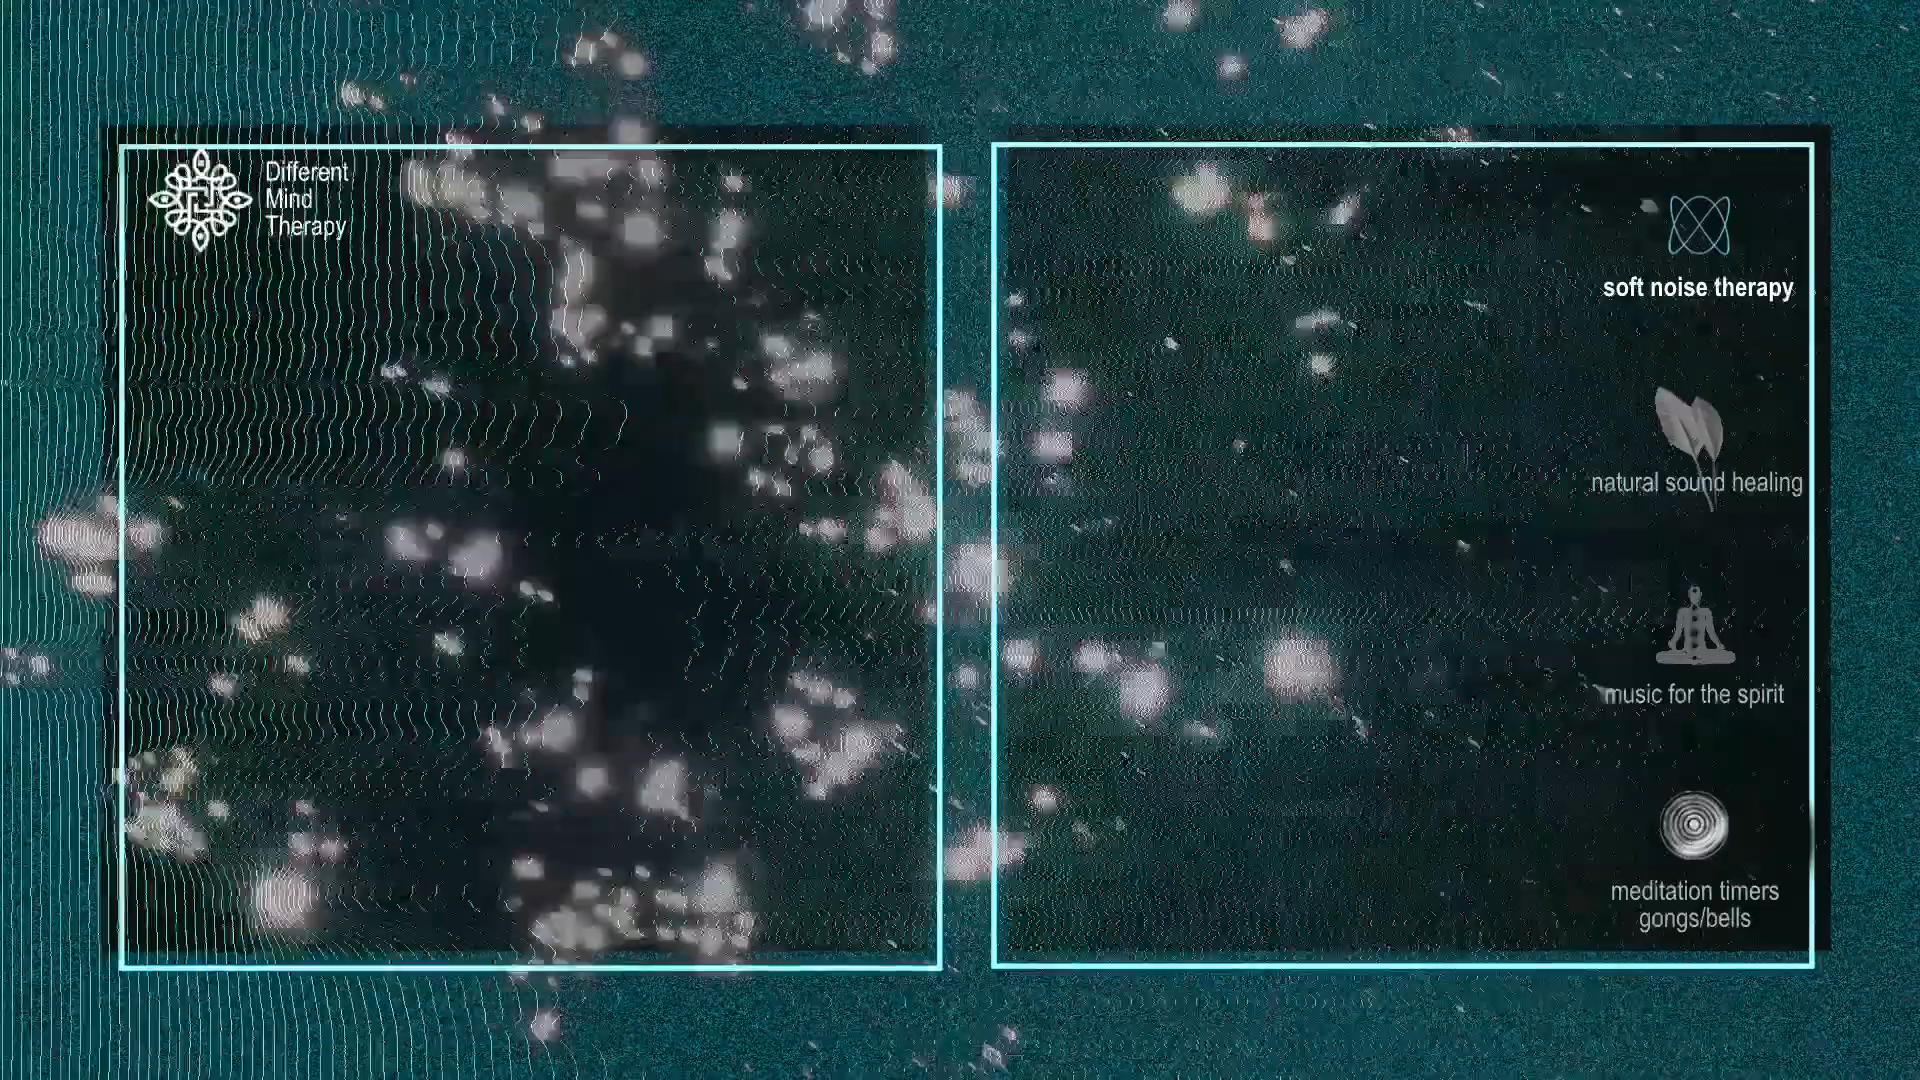 Different
Mind
Therapy
soft noise therapy
natural sound healing
music for the spirit
meditation timers
gongs/bells